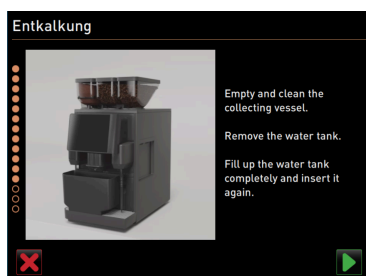 Entkalkung
Empty and clean the
collecting vessel.
Remove the water tank.
Fill up the water tank
completely and insert it
again.